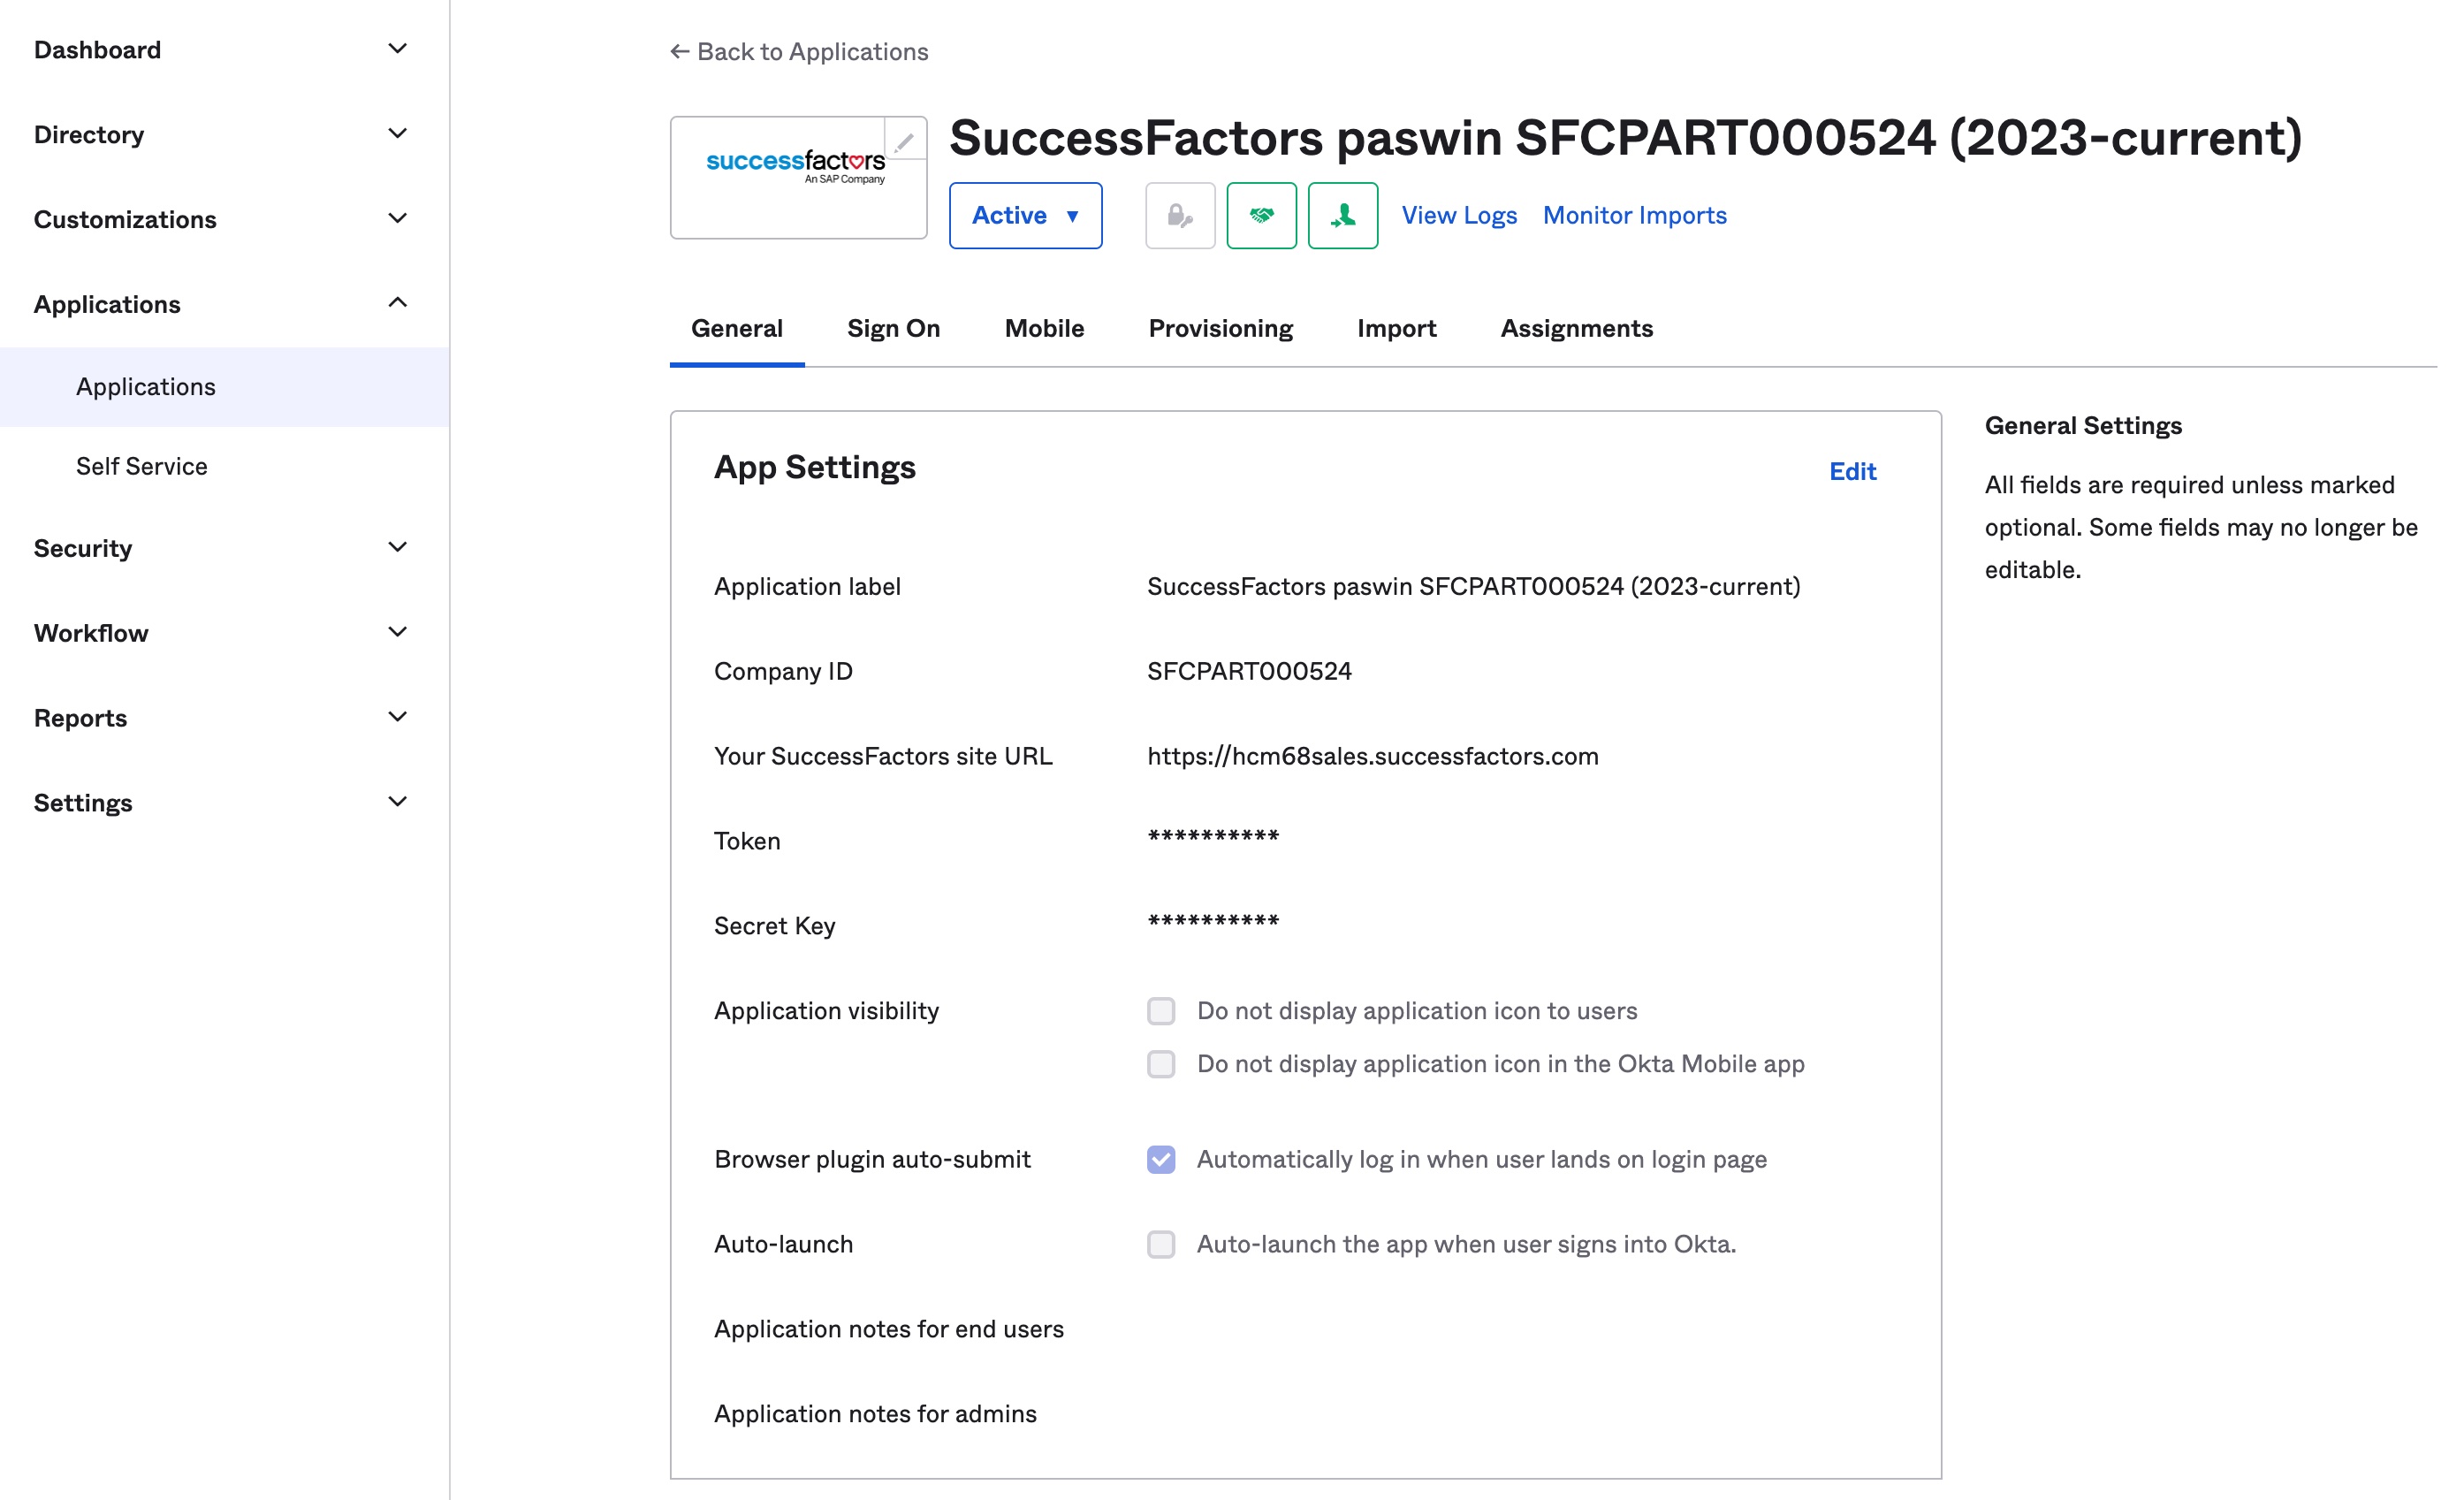 Dashboard
Directory
Customizations
Applications
Applications
Self Service
Security
Workflow
Reports
Settings
← Back to Applications
successfactors
An SAP Company
SuccessFactors paswin SFCPART000524 (2023-current)
Active ▼
View Logs
Monitor Imports
General
Sign On
Mobile
Provisioning
Import
Assignments
App Settings
Edit
Application label
SuccessFactors paswin SFCPART000524 (2023-current)
Company ID
SFCPART000524
Your SuccessFactors site URL
https://hcm68sales.successfactors.com
Token
**********
Secret Key
**********
Application visibility
Do not display application icon to users
Do not display application icon in the Okta Mobile app
Browser plugin auto-submit
Automatically log in when user lands on login page
Auto-launch
Auto-launch the app when user signs into Okta.
Application notes for end users
Application notes for admins
General Settings
All fields are required unless marked
optional. Some fields may no longer be
editable.